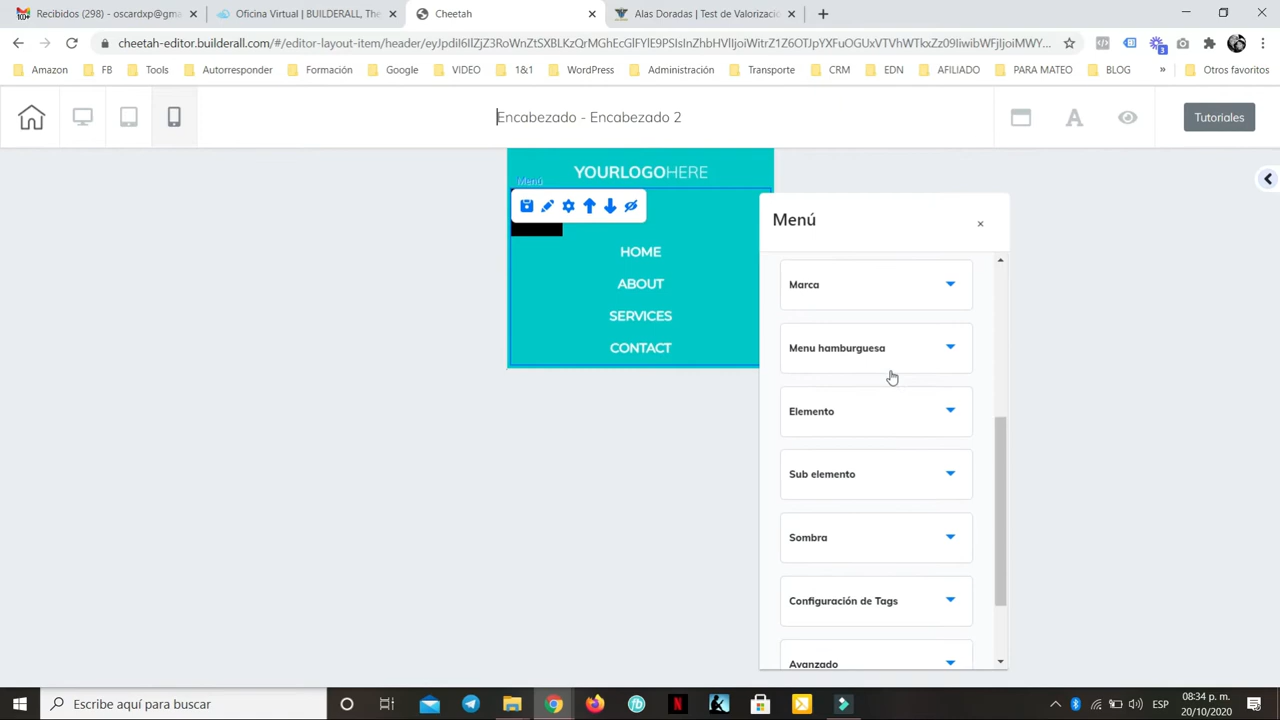 Recibidos (298) - oscardxp@gma
Oficina Virtual | BUILDERALL, The
Cheetah
Alas Doradas | Test de Valorizacio
cheetah-editor.builderall.com/#/editor-layout-item/header/
Amazon
FB
Tools
Autorresponder
Formación
Google
VIDEO
1&1
WordPress
Administración
Transporte
CRM
EDN
AFILIADO
PARA MATEO
BLOG
»
Otros favoritos
Encabezado - Encabezado 2
Tutoriales
YOURLOGOHERE
Menú
HOME
ABOUT
SERVICES
CONTACT
Menú
Marca
Menu hamburguesa
Elemento
Sub elemento
Sombra
Configuración de Tags
Avanzado
Escribe aquí para buscar
ESP
08:34 p. m.
20/10/2020